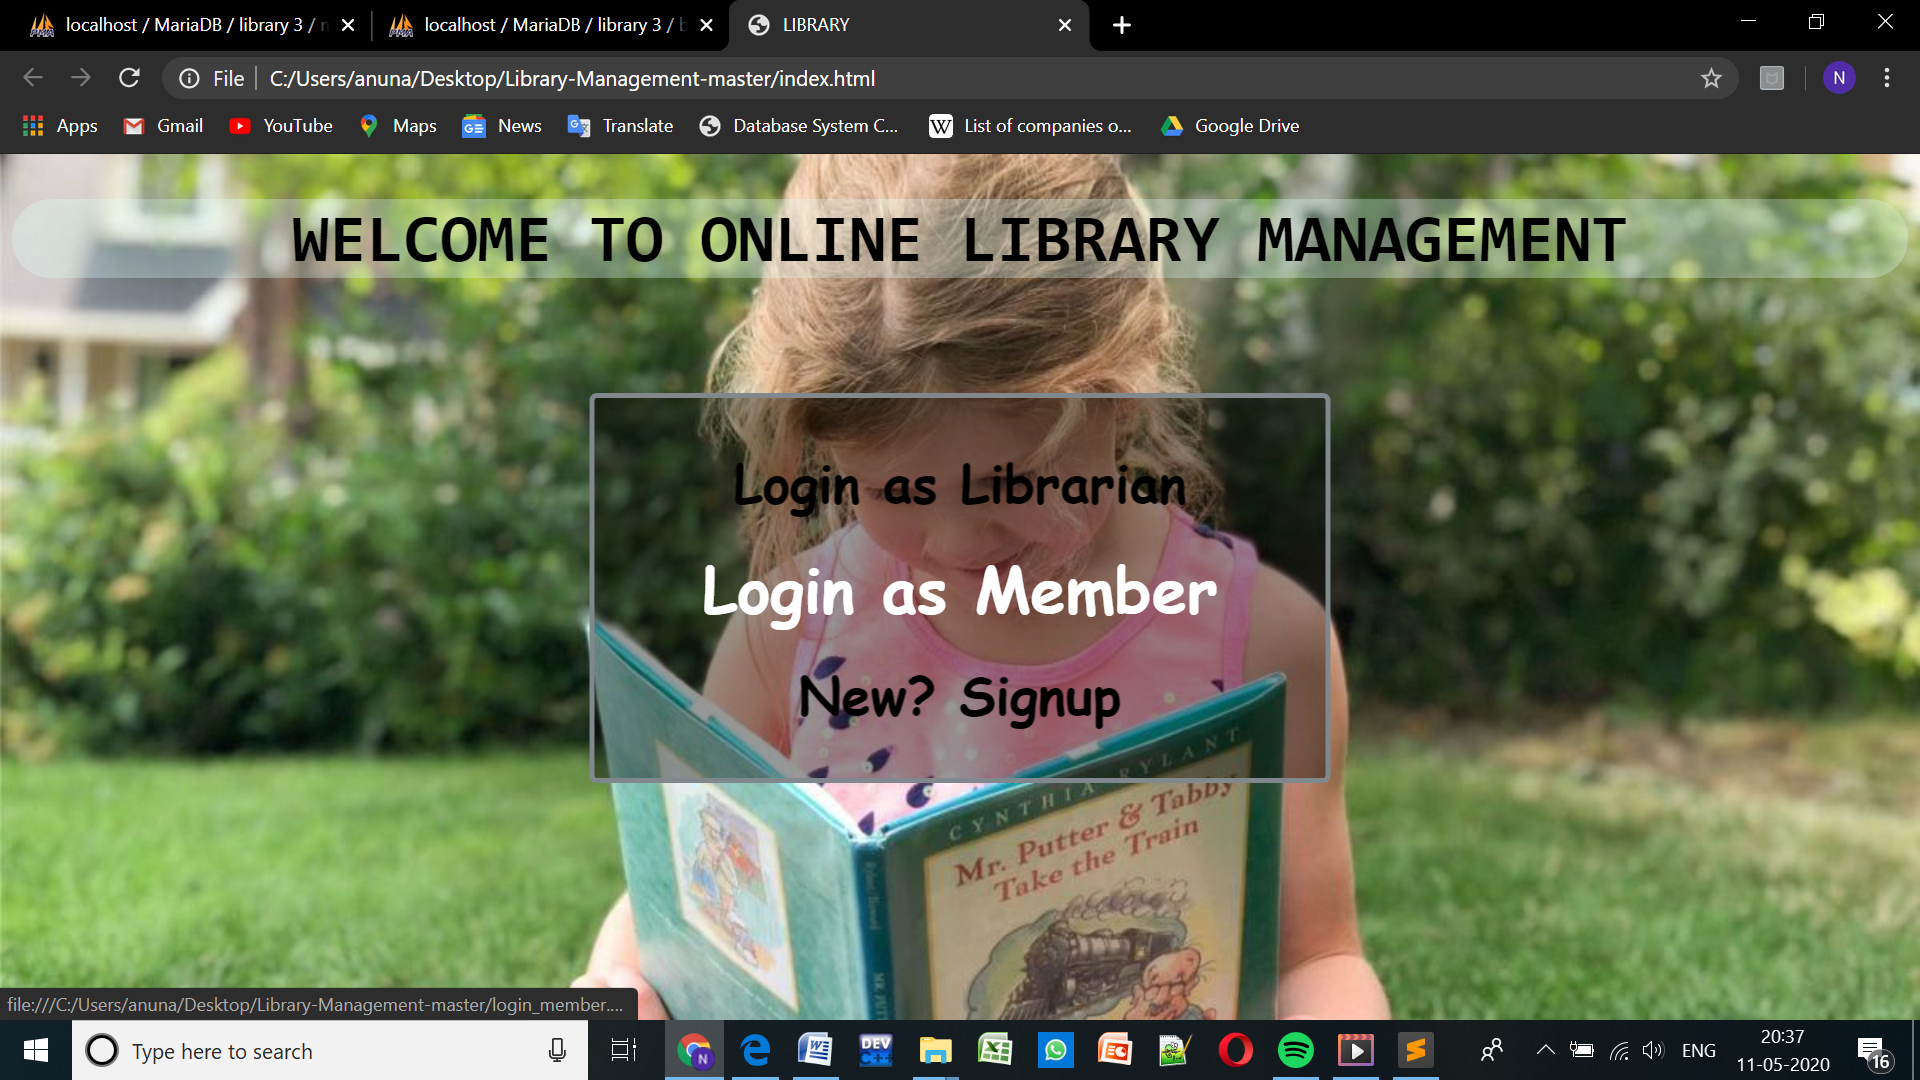 localhost / MariaDB / library 3 /
localhost / MariaDB / library 3 /
LIBRARY
File
C:/Users/anuna/Desktop/Library-Management-master/index.html
N
Apps
Gmail
YouTube
Maps
News
Translate
Database System C...
List of companies o...
Google Drive
WELCOME TO ONLINE LIBRARY MANAGEMENT
Login as Librarian
Login as Member
New? Signup
CYNTHIA RYLANT
Mr. Putter & Tabby
Take the Train
file:///C:/Users/anuna/Desktop/Library-Management-master/login_member....
Type here to search
N
DEV
C++
ENG
20:37
11-05-2020
16